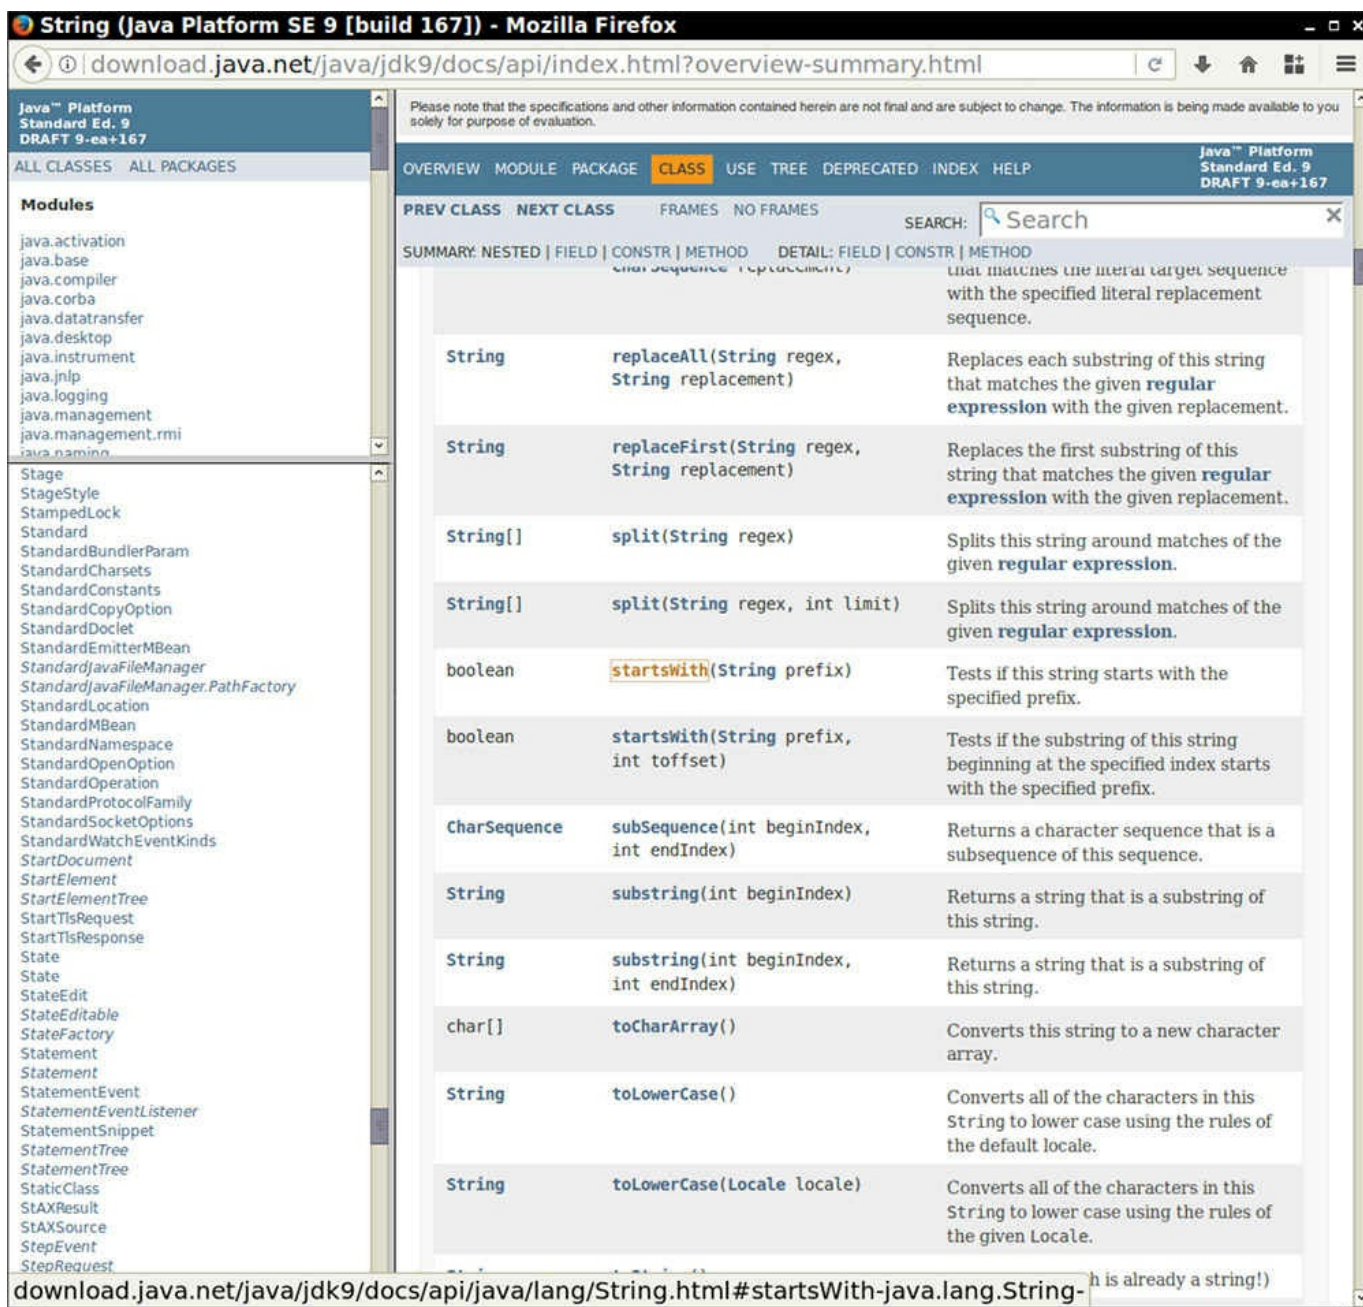 String (Java Platform SE 9 [build 167]) - Mozilla Firefox
download.java.net/java/jdk9/docs/api/index.html?overview-summary.html
Java™ Platform
Standard Ed. 9
DRAFT 9-ea+167
ALL CLASSES ALL PACKAGES
Modules
java.activation
java.base
java.compiler
java.corba
java.datatransfer
java.desktop
java.instrument
java.jnlp
java.logging
java.management
java.management.rmi
java.naming
Stage
StageStyle
StampedLock
Standard
StandardBundlerParam
StandardCharsets
StandardConstants
StandardCopyOption
StandardDoclet
StandardEmitterMBean
StandardJavaFileManager
StandardJavaFileManager.PathFactory
StandardLocation
StandardMBean
StandardNamespace
StandardOpenOption
StandardOperation
StandardProtocolFamily
StandardSocketOptions
StandardWatchEventKinds
StartDocument
StartElement
StartElementTree
StartTlsRequest
StartTlsResponse
State
State
StateEdit
StateEditable
StateFactory
Statement
Statement
StatementEvent
StatementEventListener
StatementSnippet
StatementTree
StatementTree
StaticClass
StAXResult
StAXSource
StepEvent
StepRequest
Please note that the specifications and other information contained herein are not final and are subject to change. The information is being made available to you
solely for purpose of evaluation.
OVERVIEW MODULE PACKAGE CLASS USE TREE DEPRECATED INDEX HELP
Java™ Platform
Standard Ed. 9
DRAFT 9-ea+167
PREV CLASS NEXT CLASS FRAMES NO FRAMES
SEARCH: Search
SUMMARY: NESTED | FIELD | CONSTR | METHOD DETAIL: FIELD | CONSTR | METHOD
CharSequence replacement)
that matches the literal target sequence
with the specified literal replacement
sequence.
String
replaceAll(String regex,
String replacement)
Replaces each substring of this string
that matches the given regular
expression with the given replacement.
String
replaceFirst(String regex,
String replacement)
Replaces the first substring of this
string that matches the given regular
expression with the given replacement.
String[]
split(String regex)
Splits this string around matches of the
given regular expression.
String[]
split(String regex, int limit)
Splits this string around matches of the
given regular expression.
boolean
startsWith(String prefix)
Tests if this string starts with the
specified prefix.
boolean
startsWith(String prefix,
int toffset)
Tests if the substring of this string
beginning at the specified index starts
with the specified prefix.
CharSequence
subSequence(int beginIndex,
int endIndex)
Returns a character sequence that is a
subsequence of this sequence.
String
substring(int beginIndex)
Returns a string that is a substring of
this string.
String
substring(int beginIndex,
int endIndex)
Returns a string that is a substring of
this string.
char[]
toCharArray()
Converts this string to a new character
array.
String
toLowerCase()
Converts all of the characters in this
String to lower case using the rules of
the default locale.
String
toLowerCase(Locale locale)
Converts all of the characters in this
String to lower case using the rules of
the given Locale.
h is already a string!)
download.java.net/java/jdk9/docs/api/java/lang/String.html#startsWith-java.lang.String-